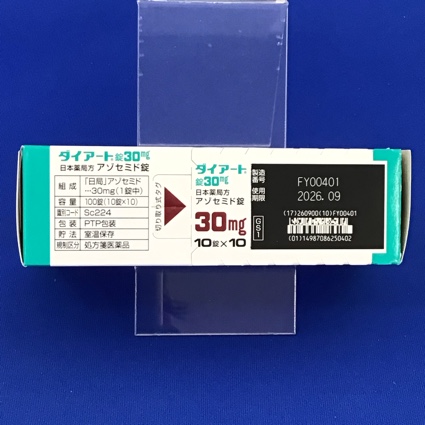 ダイアート錠30mg
日本薬局方 アゾセミド錠
組成 「日局」アゾセミド…30mg(1錠中)
容量 100錠(10錠×10)
識別コード Sc224
包装 PTP包装
貯法 室温保存
規制区分 処方箋医薬品
切り取り式タグ
ダイアート
錠30mg
日本薬局方
アゾセミド錠
30mg
10錠×10
製造番号 FY00401
使用期限 2026.09
GS1
(17)260900(10)FY00401
(01)14987086250402